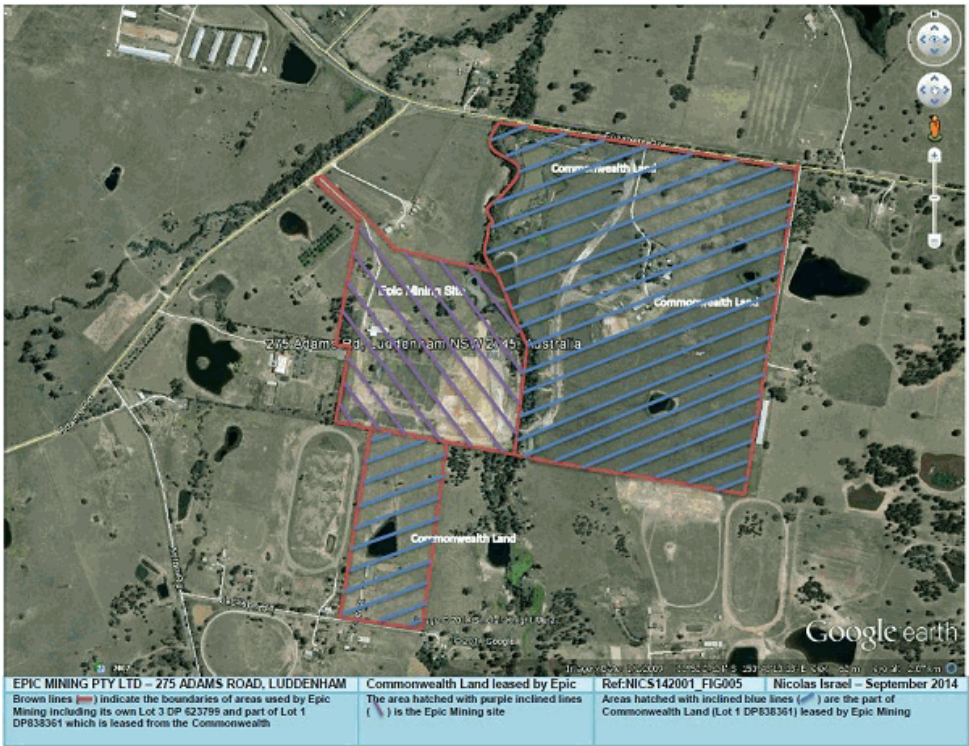 N
Commonwealth Land
Epic Mining Site
Commonwealth Land
275 Adams Rd, Luddenham NSW 2745, Australia
Commonwealth Land
Google earth
EPIC MINING PTY LTD – 275 ADAMS ROAD, LUDDENHAM
Commonwealth Land leased by Epic
Ref:NICS142001_FIG005
Nicolas Israel – September 2014
Brown lines ( ) indicate the boundaries of areas used by Epic
Mining including its own Lot 3 DP 623799 and part of Lot 1
DP838361 which is leased from the Commonwealth
The area hatched with purple inclined lines
( ) is the Epic Mining site
Areas hatched with inclined blue lines ( ) are the part of
Commonwealth Land (Lot 1 DP838361) leased by Epic Mining